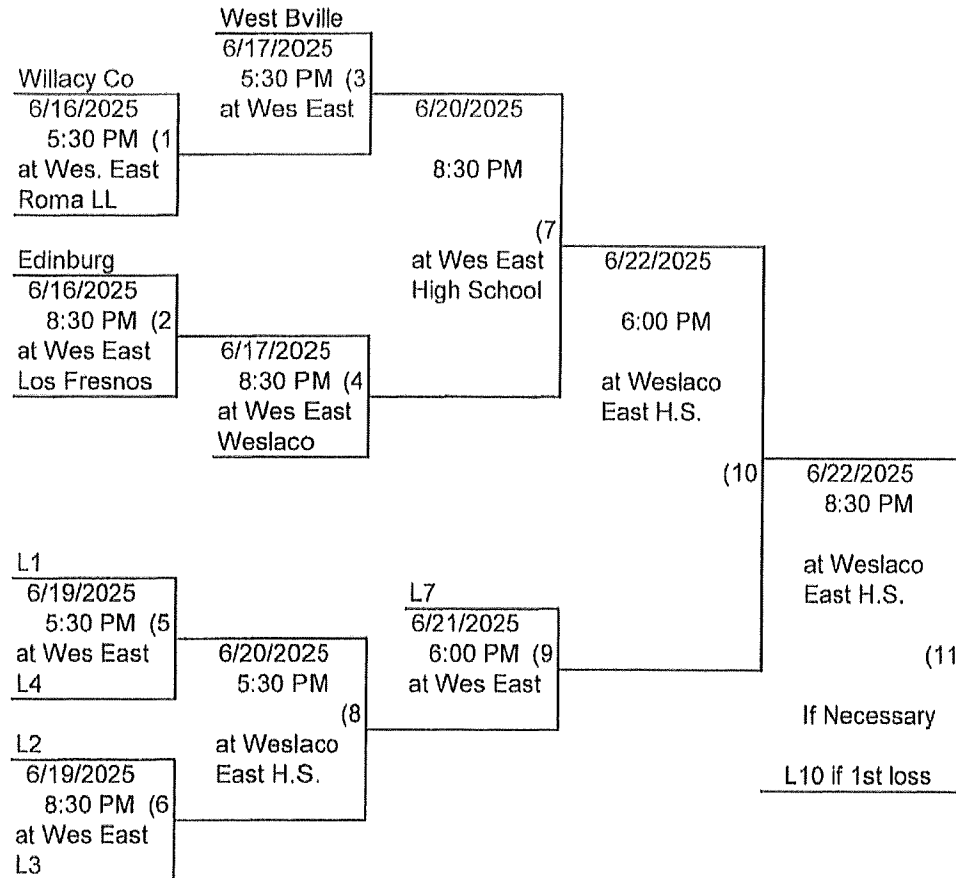 West Bville
6/17/2025
5:30 PM (3
at Wes East
Willacy Co
6/16/2025
5:30 PM (1
at Wes. East
Roma LL
6/20/2025
8:30 PM
(7
at Wes East
High School
Edinburg
6/16/2025
8:30 PM (2
at Wes East
Los Fresnos
6/17/2025
8:30 PM (4
at Wes East
Weslaco
6/22/2025
6:00 PM
at Weslaco
East H.S.
(10
6/22/2025
8:30 PM
at Weslaco
East H.S.
(11
If Necessary
L10 if 1st loss
L1
6/19/2025
5:30 PM (5
at Wes East
L4
6/20/2025
5:30 PM
(8
at Weslaco
East H.S.
L7
6/21/2025
6:00 PM (9
at Wes East
L2
6/19/2025
8:30 PM (6
at Wes East
L3